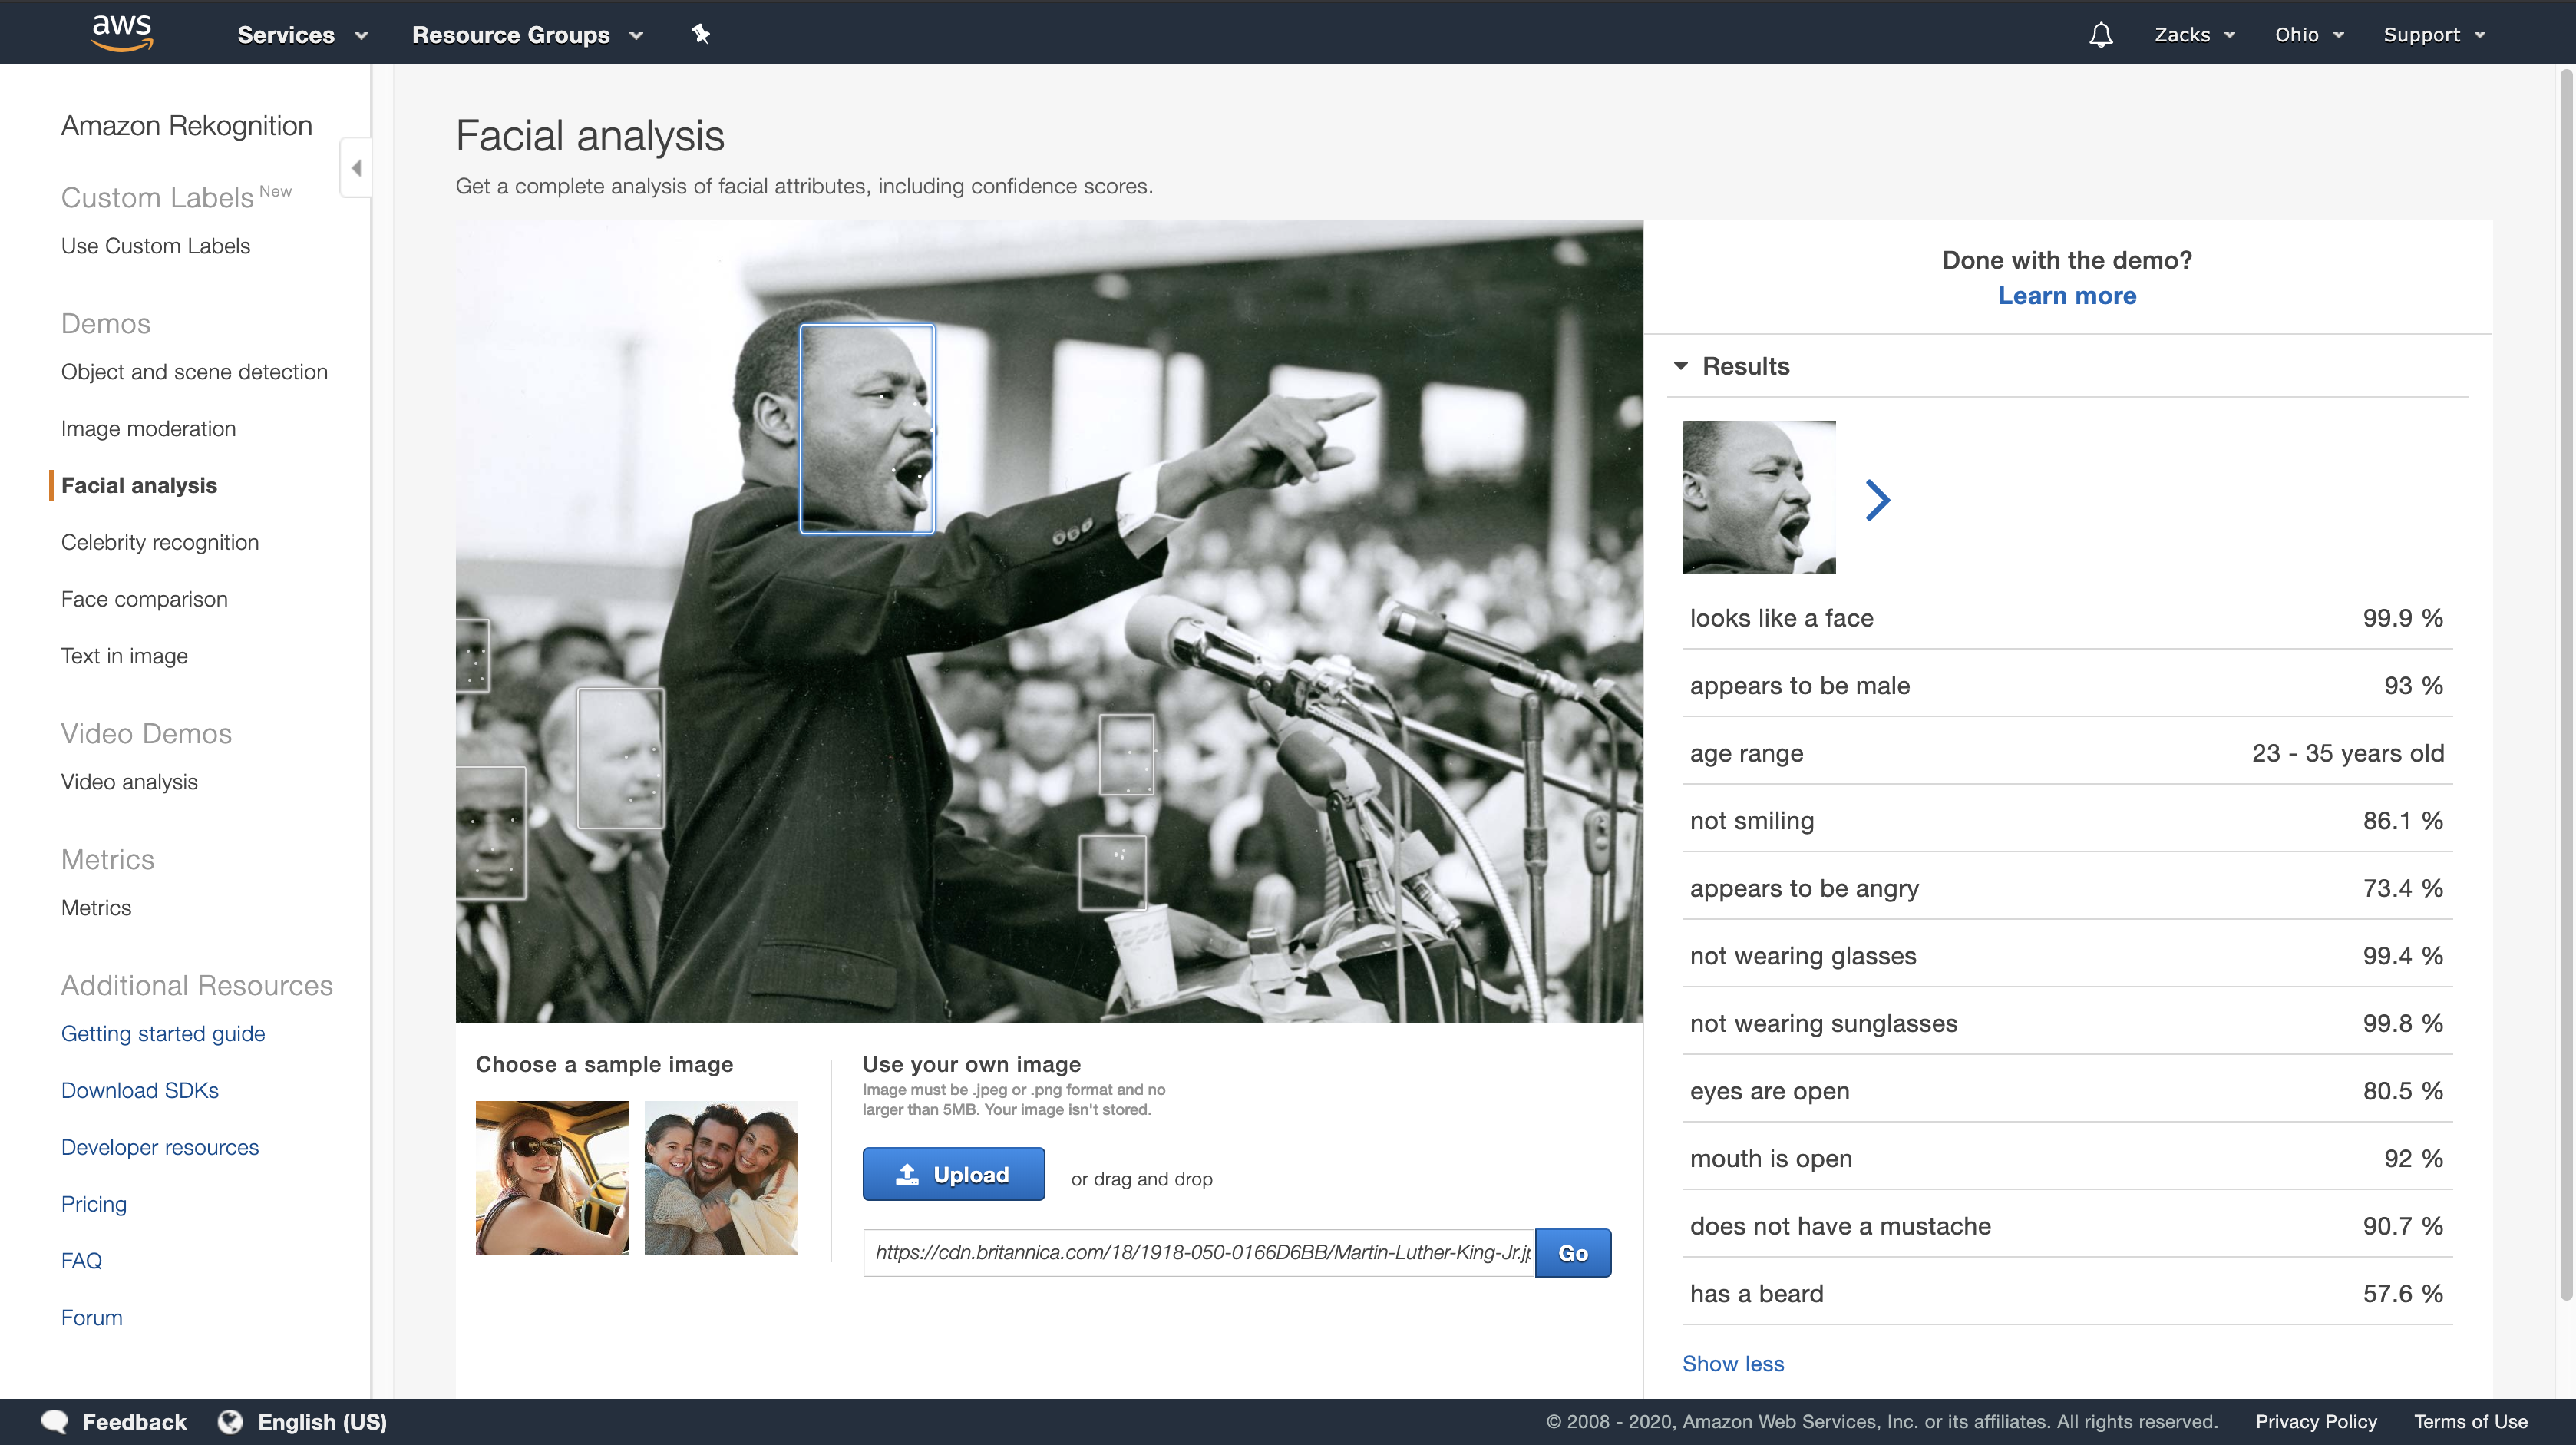 aws
Services
Resource Groups
Zacks
Ohio
Support
Amazon Rekognition
Custom Labels New
Use Custom Labels
Demos
Object and scene detection
Image moderation
Facial analysis
Celebrity recognition
Face comparison
Text in image
Video Demos
Video analysis
Metrics
Metrics
Additional Resources
Getting started guide
Download SDKs
Developer resources
Pricing
FAQ
Forum
Facial analysis
Get a complete analysis of facial attributes, including confidence scores.
Choose a sample image
Use your own image
Image must be .jpeg or .png format and no
larger than 5MB. Your image isn't stored.
Upload
or drag and drop
https://cdn.britannica.com/18/1918-050-0166D6BB/Martin-Luther-King-Jr.jp
Go
Done with the demo?
Learn more
Results
looks like a face 99.9 %
appears to be male 93 %
age range 23 - 35 years old
not smiling 86.1 %
appears to be angry 73.4 %
not wearing glasses 99.4 %
not wearing sunglasses 99.8 %
eyes are open 80.5 %
mouth is open 92 %
does not have a mustache 90.7 %
has a beard 57.6 %
Show less
Feedback
English (US)
© 2008 - 2020, Amazon Web Services, Inc. or its affiliates. All rights reserved.
Privacy Policy
Terms of Use